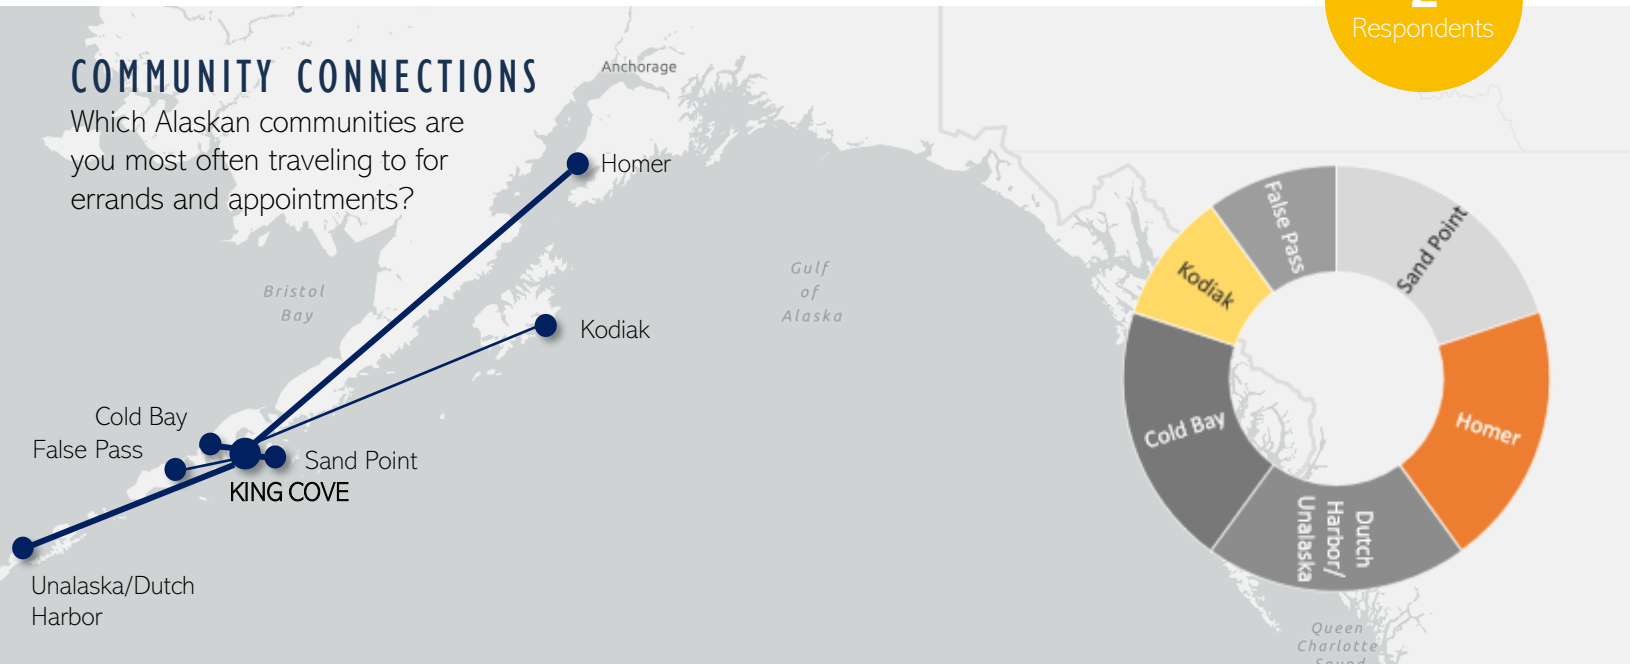 Respondents
COMMUNITY CONNECTIONS
Which Alaskan communities are
you most often traveling to for
errands and appointments?
Anchorage
Homer
Gulf
of
Alaska
Bristol
Bay
Kodiak
Cold Bay
False Pass
Sand Point
KING COVE
Unalaska/Dutch
Harbor
False Pass
Sand Point
Kodiak
Homer
Cold Bay
Dutch
Harbor/
Unalaska
Queen
Charlotte